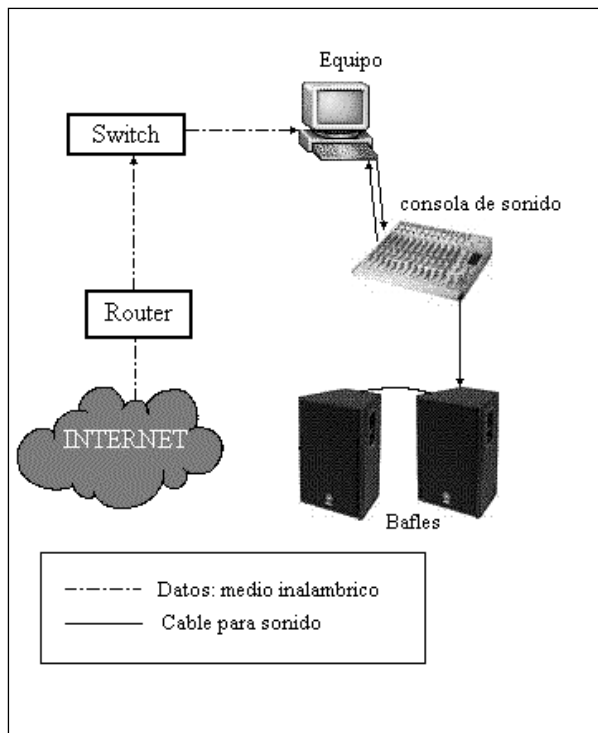 Equipo
Switch
consola de sonido
Router
INTERNET
Bafles
Datos: medio inalambrico
Cable para sonido